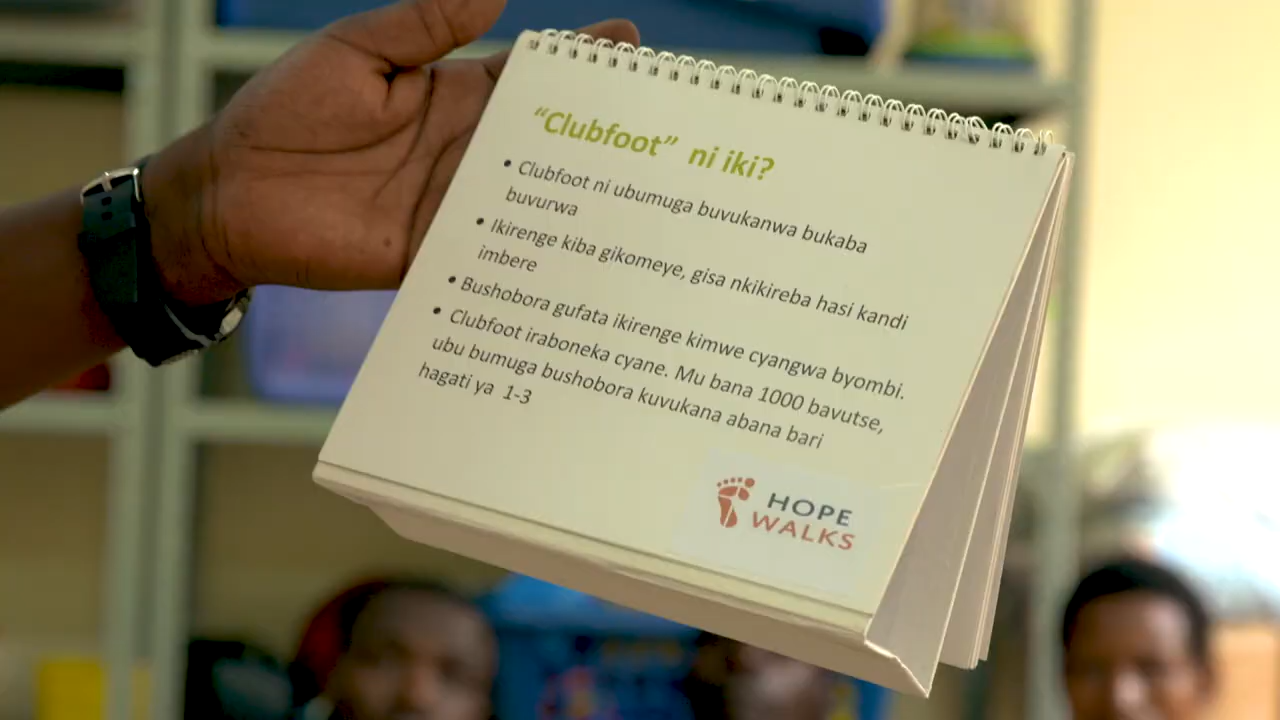 “Clubfoot” ni iki?
• Clubfoot ni ubumuga buvukanwa bukaba
buvurwa
• Ikirenge kiba gikomeye, gisa nkikireba hasi kandi
imbere
• Bushobora gufata ikirenge kimwe cyangwa byombi.
• Clubfoot iraboneka cyane. Mu bana 1000 bavutse,
ubu bumuga bushobora kuvukana abana bari
hagati ya 1-3
HOPE
WALKS